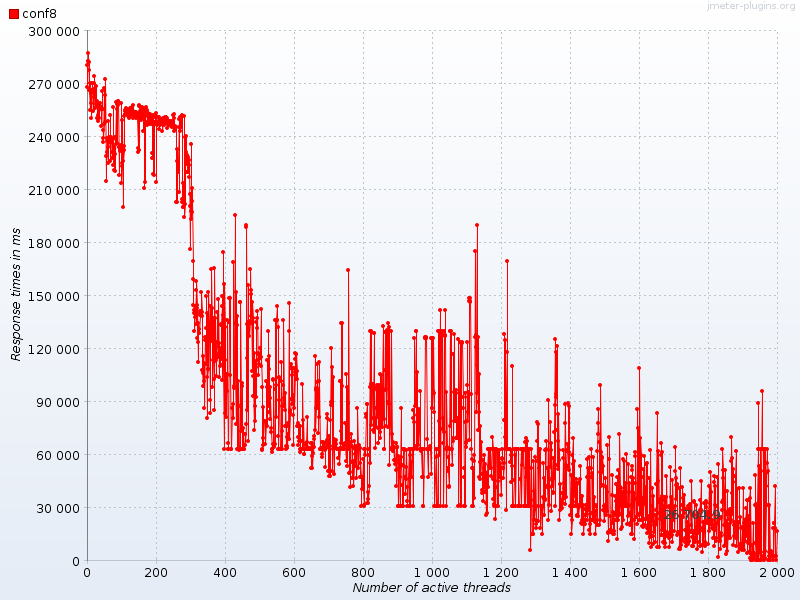 jmeter-plugins.org
conf8
300 000
270 000
240 000
210 000
180 000
150 000
120 000
90 000
60 000
30 000
0
Response times in ms
0 200 400 600 800 1 000 1 200 1 400 1 600 1 800 2 000
Number of active threads